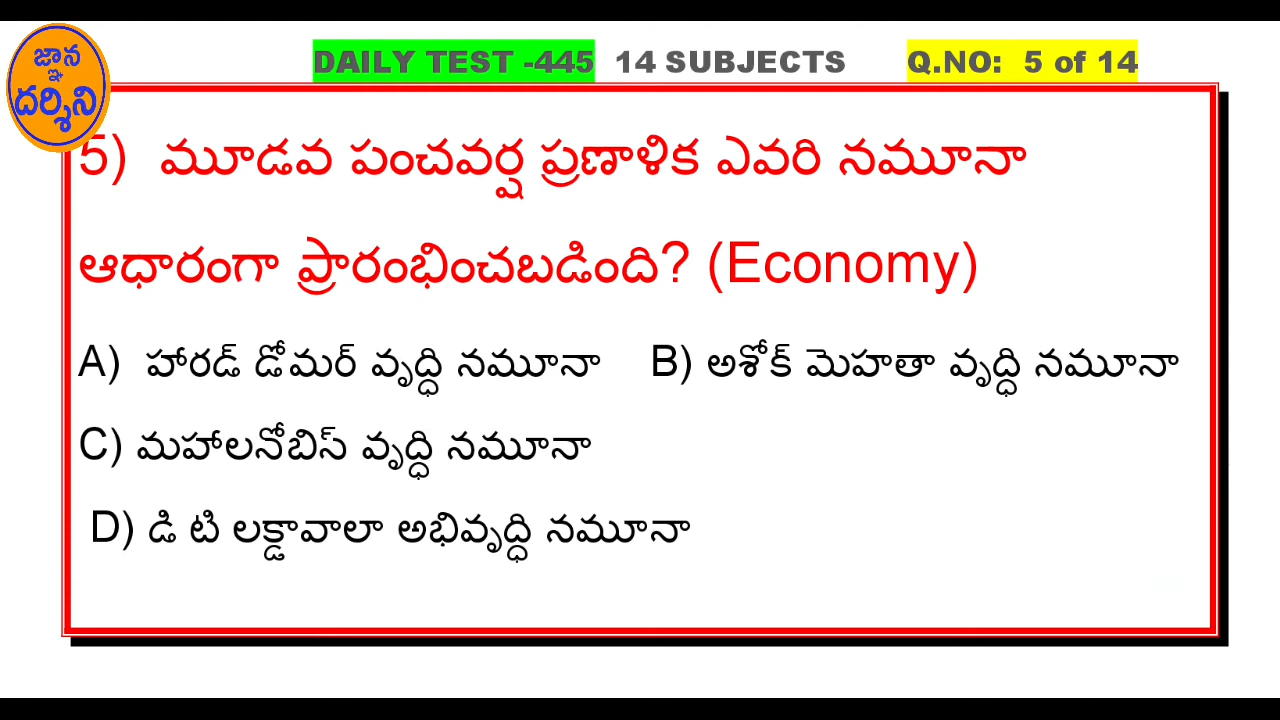 జ్ఞాన
దర్శిని
DAILY TEST -445 14 SUBJECTS Q.NO: 5 of 14
5) మూడవ పంచవర్ష ప్రణాళిక ఎవరి నమూనా
ఆధారంగా ప్రారంభించబడింది? (Economy)
A) హారడ్ డోమర్ వృద్ధి నమూనా B) అశోక్ మెహతా వృద్ధి నమూనా
C) మహాలనోబిస్ వృద్ధి నమూనా
D) డి టి లక్డావాలా అభివృద్ధి నమూనా